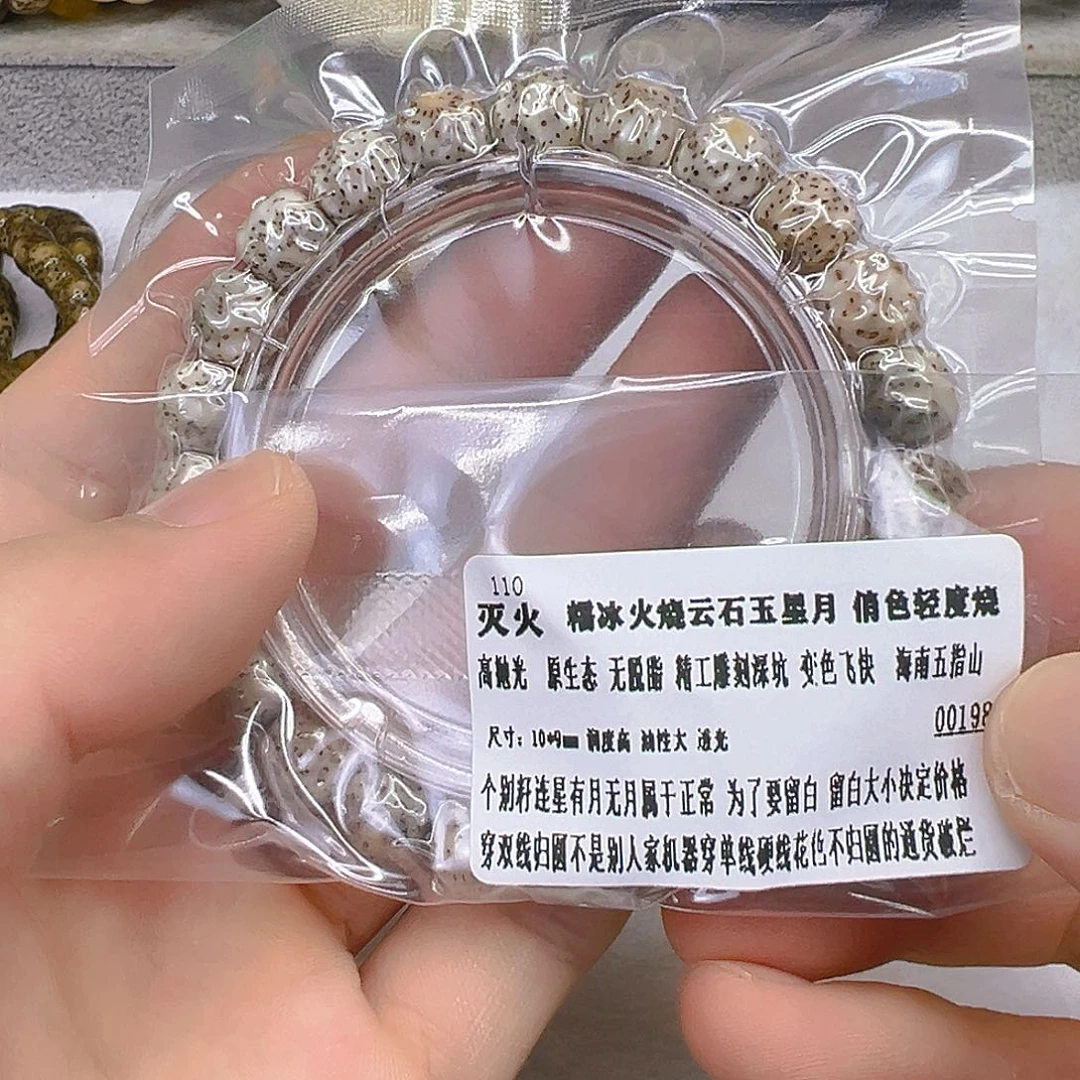 110
灭火 糯冰火烧云石玉星月 俏色轻度烧
高抛光 原生态 无脱脂 精工雕刻深坑 变色飞快 海南五指山
00198
尺寸：10*9mm 润度高 油性大 透光
个别籽连星有月无月属于正常 为了要留白 留白大小决定价格
穿双线归圆不是别人家机器穿单线硬线花色不归圆的通货破烂